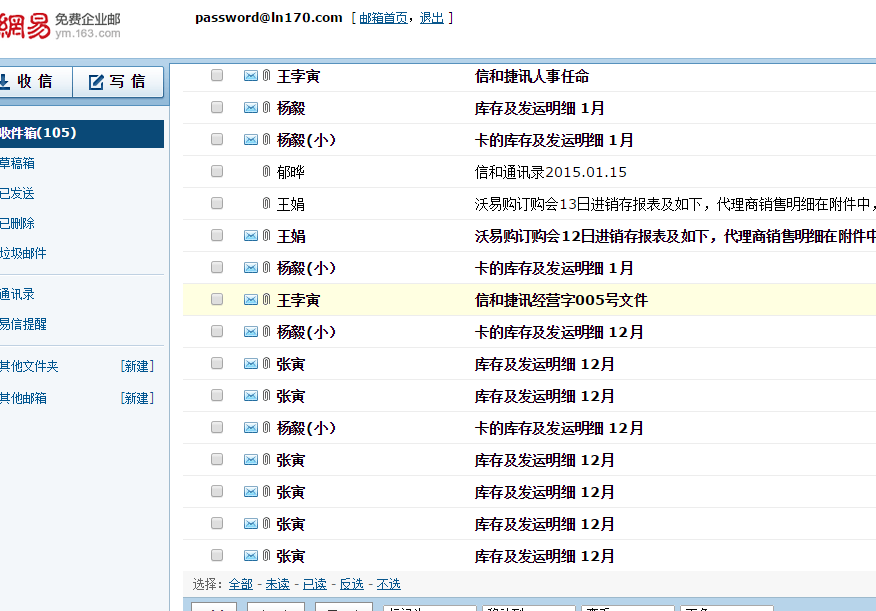 網易 免费企业邮
ym.163.com
password@ln170.com [ 邮箱首页, 退出 ]
收 信 写 信
收件箱(105)
草稿箱
已发送
已删除
垃圾邮件
通讯录
易信提醒
其他文件夹 [新建]
其他邮箱 [新建]
王字寅 信和捷讯人事任命
杨毅 库存及发运明细 1月
杨毅(小) 卡的库存及发运明细 1月
郁晔 信和通讯录2015.01.15
王娟 沃易购订购会13日进销存报表及如下，代理商销售明细在附件中，
王娟 沃易购订购会12日进销存报表及如下，代理商销售明细在附件中
杨毅(小) 卡的库存及发运明细 1月
王字寅 信和捷讯经营字005号文件
杨毅(小) 卡的库存及发运明细 12月
张寅 库存及发运明细 12月
张寅 库存及发运明细 12月
杨毅(小) 卡的库存及发运明细 12月
张寅 库存及发运明细 12月
张寅 库存及发运明细 12月
张寅 库存及发运明细 12月
张寅 库存及发运明细 12月
选择: 全部 - 未读 - 已读 - 反选 - 不选